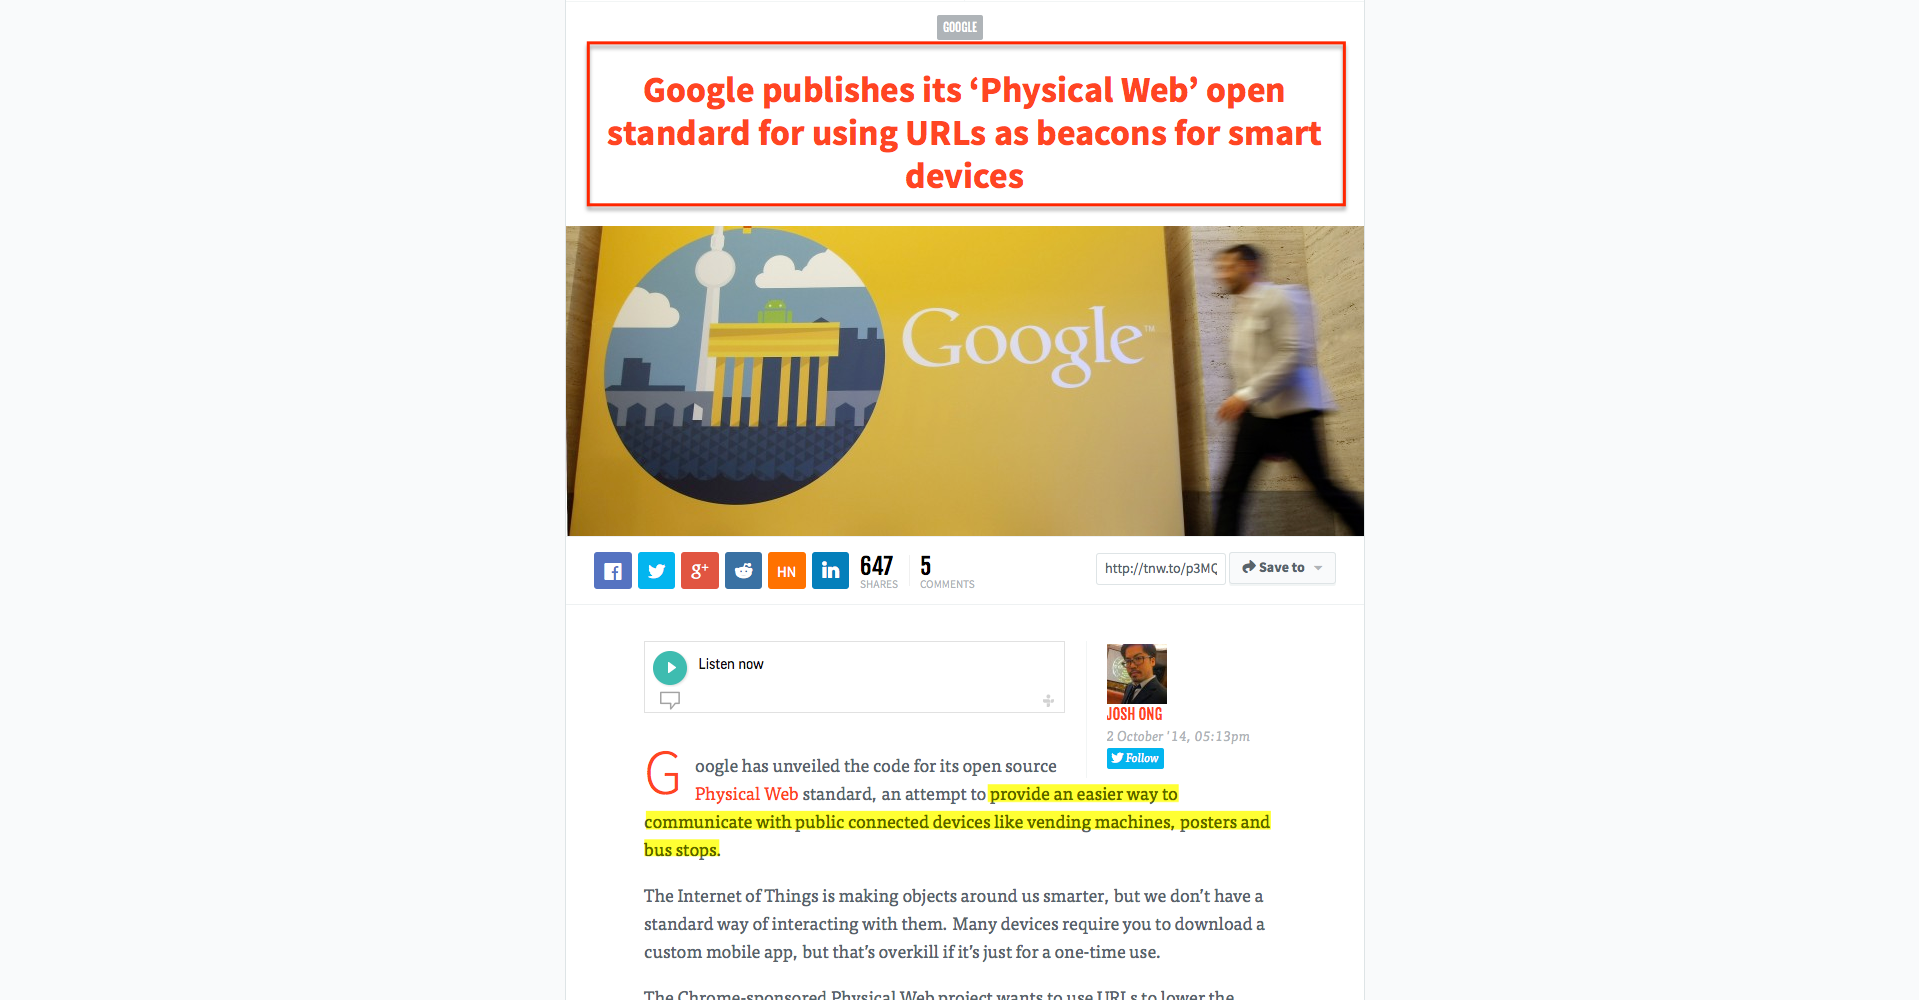 GOOGLE
Google publishes its ‘Physical Web’ open
standard for using URLs as beacons for smart
devices
Google™
g+
HN
in
647
SHARES
5
COMMENTS
http://tnw.to/p3MQ
Save to
Listen now
JOSH ONG
2 October '14, 05:13pm
Follow
Google has unveiled the code for its open source
Physical Web standard, an attempt to provide an easier way to
communicate with public connected devices like vending machines, posters and
bus stops.
The Internet of Things is making objects around us smarter, but we don’t have a
standard way of interacting with them. Many devices require you to download a
custom mobile app, but that’s overkill if it’s just for a one-time use.
The Chrome-sponsored Physical Web project wants to use URLs to lower the